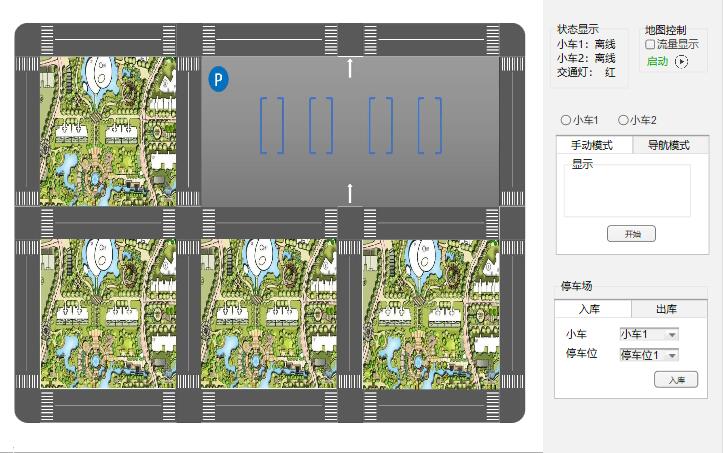 P
状态显示
小车1： 离线
小车2： 离线
交通灯： 红
地图控制
流量显示
启动
小车1
小车2
手动模式
导航模式
显示
开始
停车场
入库
出库
小车
小车1
停车位
停车位1
入库